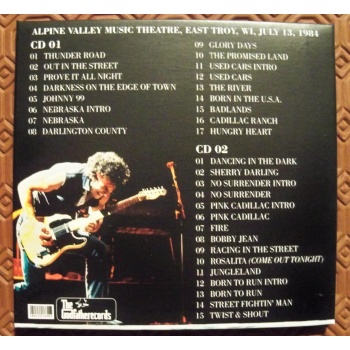 ALPINE VALLEY MUSIC THEATRE, EAST TROY, WI, JULY 13, 1984
CD 01
01 THUNDER ROAD
02 OUT IN THE STREET
03 PROVE IT ALL NIGHT
04 DARKNESS ON THE EDGE OF TOWN
05 JOHNNY 99
06 NEBRASKA INTRO
07 NEBRASKA
08 DARLINGTON COUNTY
09 GLORY DAYS
10 THE PROMISED LAND
11 USED CARS INTRO
12 USED CARS
13 THE RIVER
14 BORN IN THE U.S.A.
15 BADLANDS
16 CADILLAC RANCH
17 HUNGRY HEART
CD 02
01 DANCING IN THE DARK
02 SHERRY DARLING
03 NO SURRENDER INTRO
04 NO SURRENDER
05 PINK CADILLAC INTRO
06 PINK CADILLAC
07 FIRE
08 BOBBY JEAN
09 RACING IN THE STREET
10 ROSALITA (COME OUT TONIGHT)
11 JUNGLELAND
12 BORN TO RUN INTRO
13 BORN TO RUN
14 STREET FIGHTIN' MAN
15 TWIST & SHOUT
The
Godfatherecords